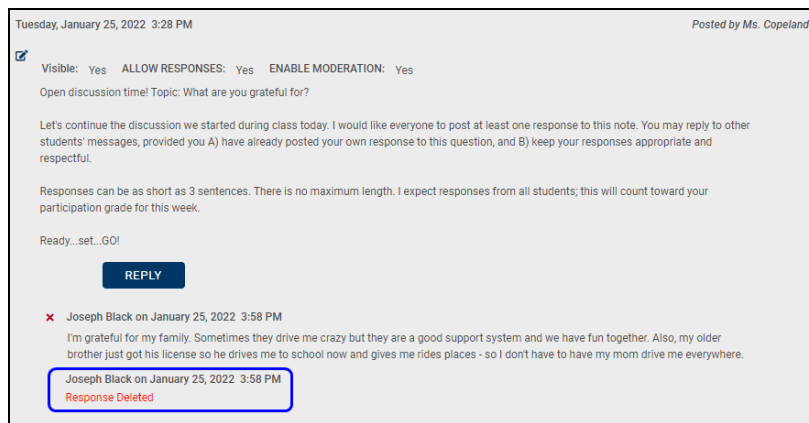 Tuesday, January 25, 2022 3:28 PM Posted by Ms. Copeland
Visible: Yes ALLOW RESPONSES: Yes ENABLE MODERATION: Yes
Open discussion time! Topic: What are you grateful for?
Let's continue the discussion we started during class today. I would like everyone to post at least one response to this note. You may reply to other
students' messages, provided you A) have already posted your own response to this question, and B) keep your responses appropriate and
respectful.
Responses can be as short as 3 sentences. There is no maximum length. I expect responses from all students; this will count toward your
participation grade for this week.
Ready...set...GO!
REPLY
Joseph Black on January 25, 2022 3:58 PM
I'm grateful for my family. Sometimes they drive me crazy but they are a good support system and we have fun together. Also, my older
brother just got his license so he drives me to school now and gives me rides places - so I don't have to have my mom drive me everywhere.
Joseph Black on January 25, 2022 3:58 PM
Response Deleted